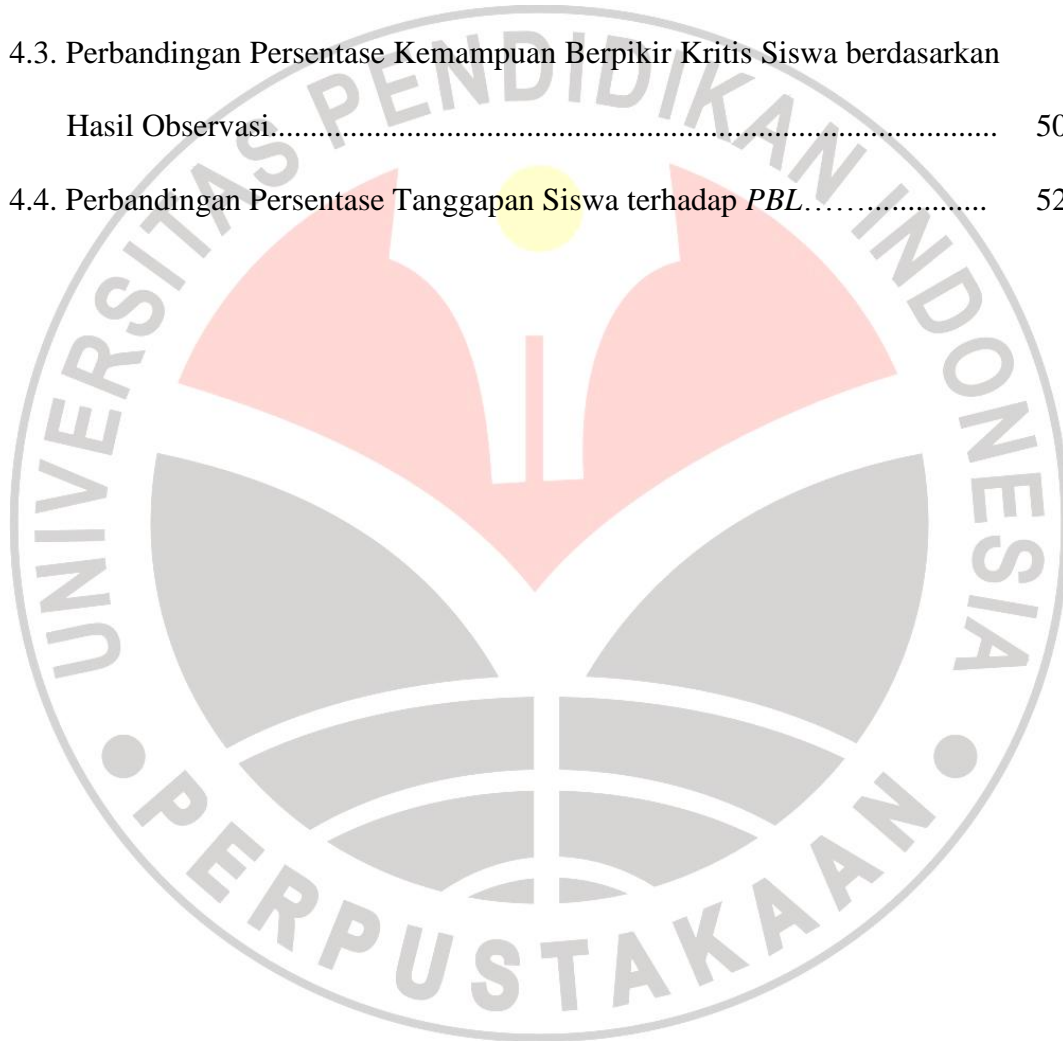 4.3. Perbandingan Persentase Kemampuan Berpikir Kritis Siswa berdasarkan
Hasil Observasi.............................................................................. 50
4.4. Perbandingan Persentase Tanggapan Siswa terhadap PBL…….............. 52
UNIVERSITAS PENDIDIKAN INDONESIA
PERPUSTAKAAN